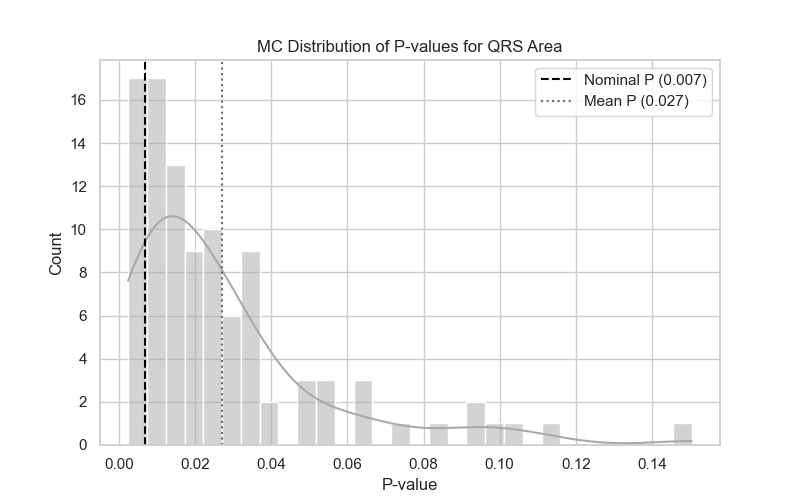 MC Distribution of P-values for QRS Area
Nominal P (0.007)
Mean P (0.027)
Count
16
14
12
10
8
6
4
2
0
0.00 0.02 0.04 0.06 0.08 0.10 0.12 0.14
P-value